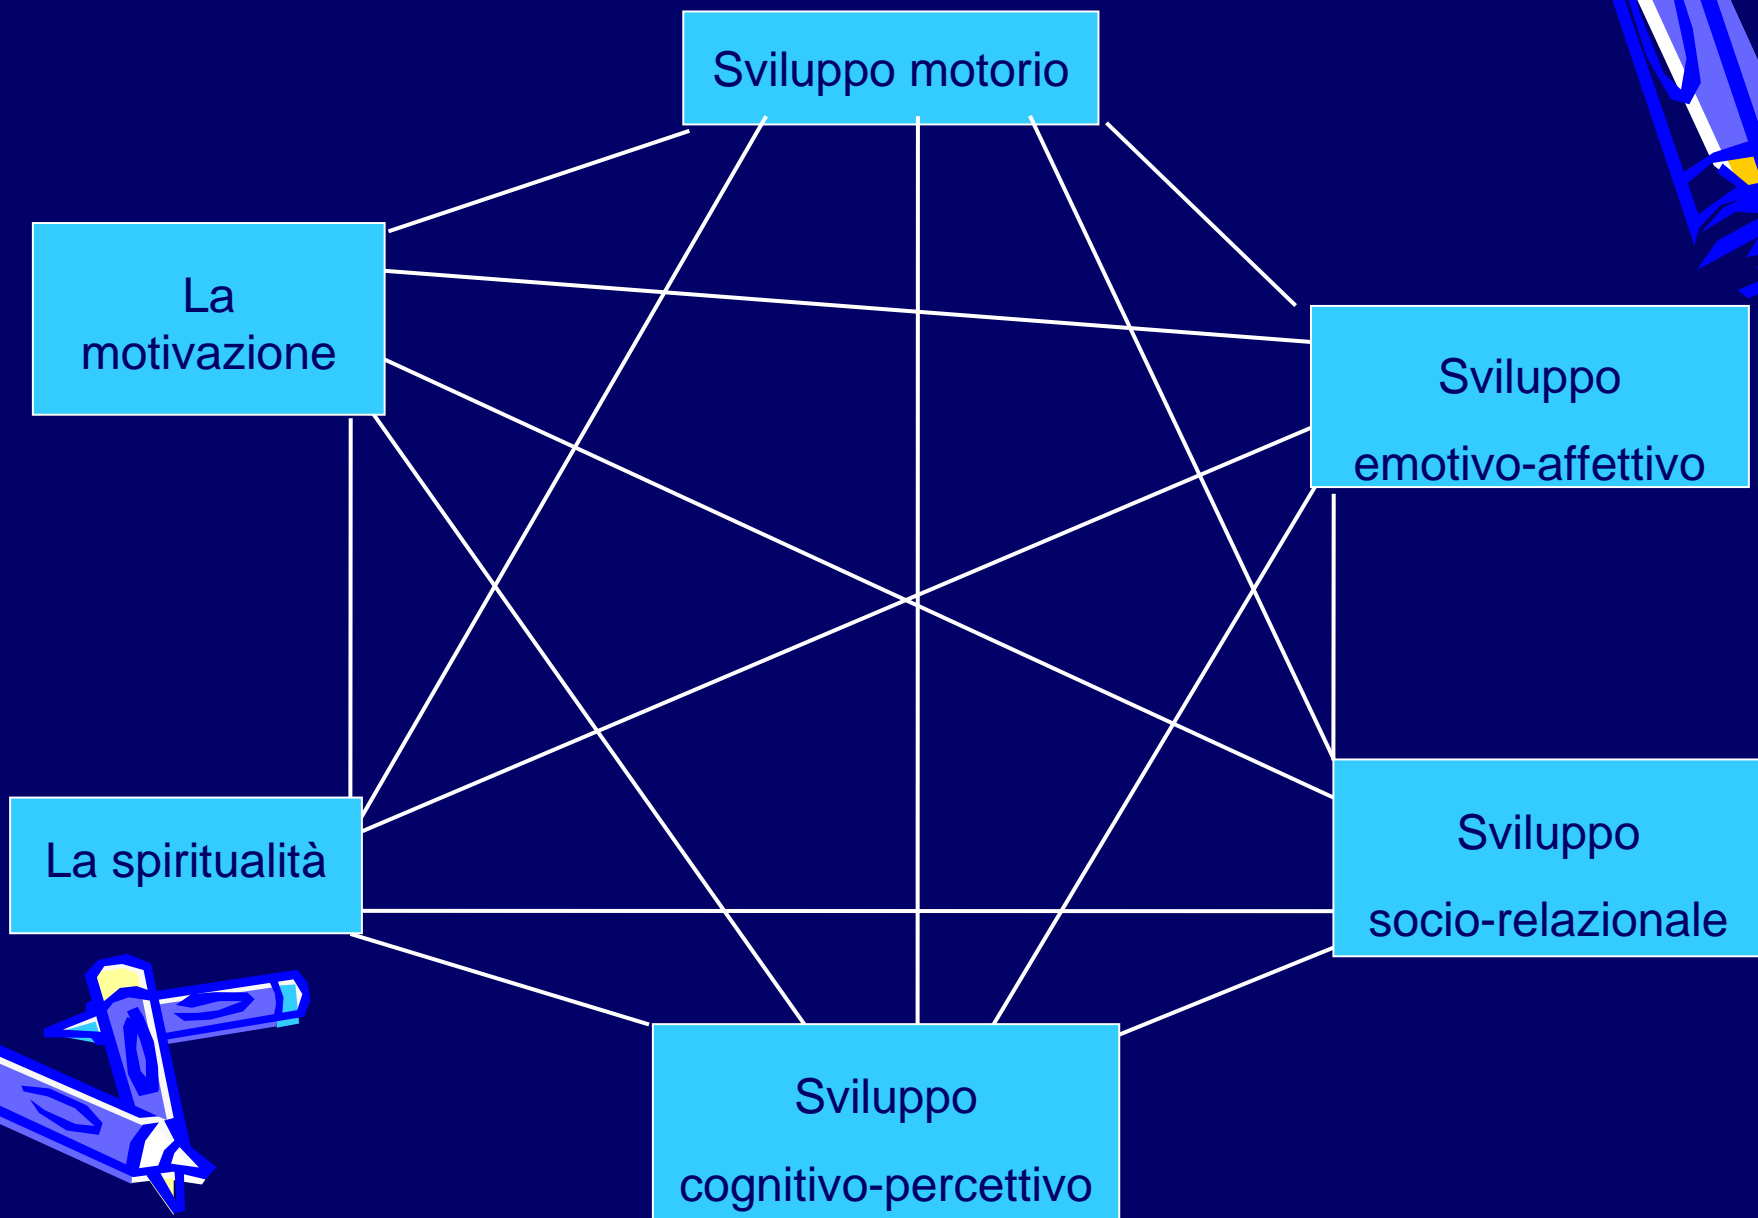 Sviluppo motorio
La
motivazione
Sviluppo
emotivo-affettivo
La spiritualità
Sviluppo
socio-relazionale
Sviluppo
cognitivo-percettivo